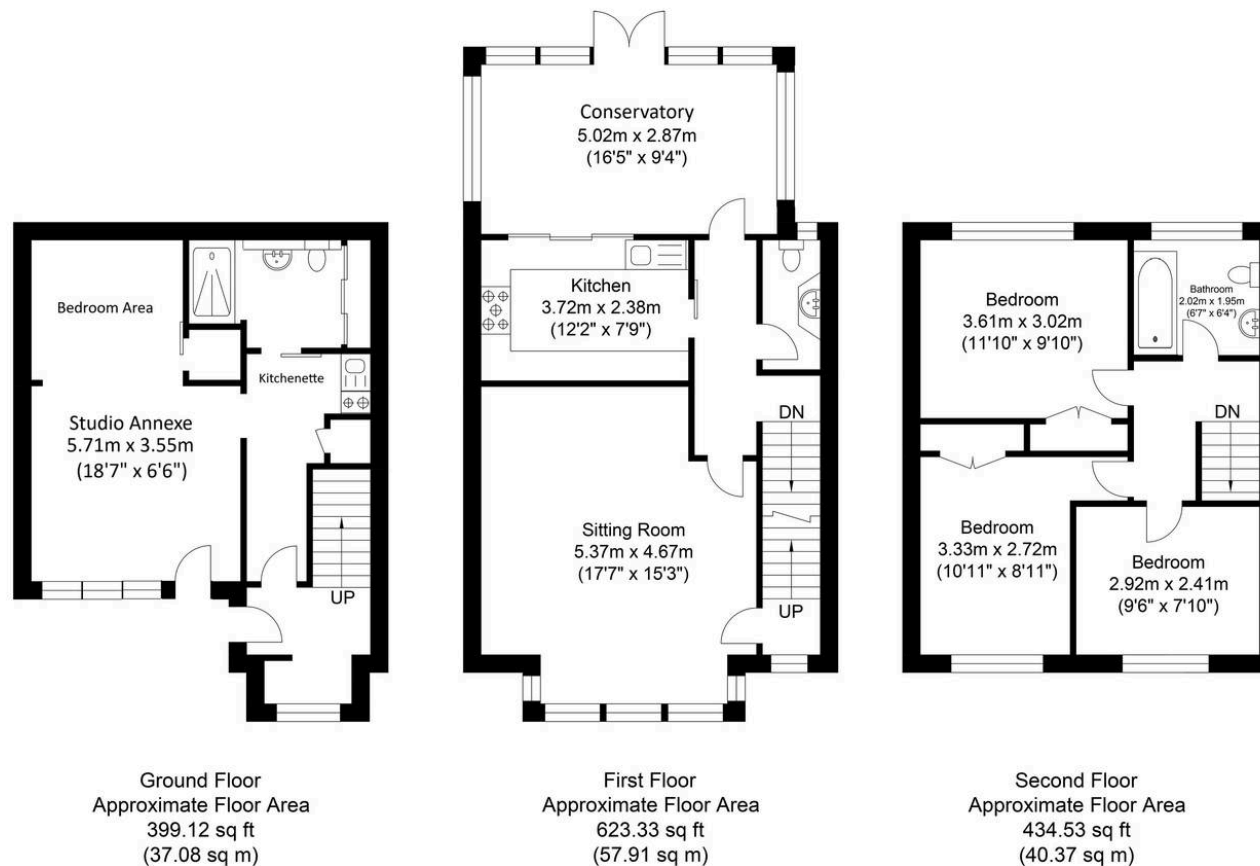 Bedroom Area
Kitchenette
Studio Annexe
5.71m x 3.55m
(18'7" x 6'6")
UP
Ground Floor
Approximate Floor Area
399.12 sq ft
(37.08 sq m)
Conservatory
5.02m x 2.87m
(16'5" x 9'4")
Kitchen
3.72m x 2.38m
(12'2" x 7'9")
DN
Sitting Room
5.37m x 4.67m
(17'7" x 15'3")
UP
First Floor
Approximate Floor Area
623.33 sq ft
(57.91 sq m)
Bedroom
3.61m x 3.02m
(11'10" x 9'10")
Bathroom
2.02m x 1.95m
(6'7" x 6'4")
DN
Bedroom
3.33m x 2.72m
(10'11" x 8'11")
Bedroom
2.92m x 2.41m
(9'6" x 7'10")
Second Floor
Approximate Floor Area
434.53 sq ft
(40.37 sq m)